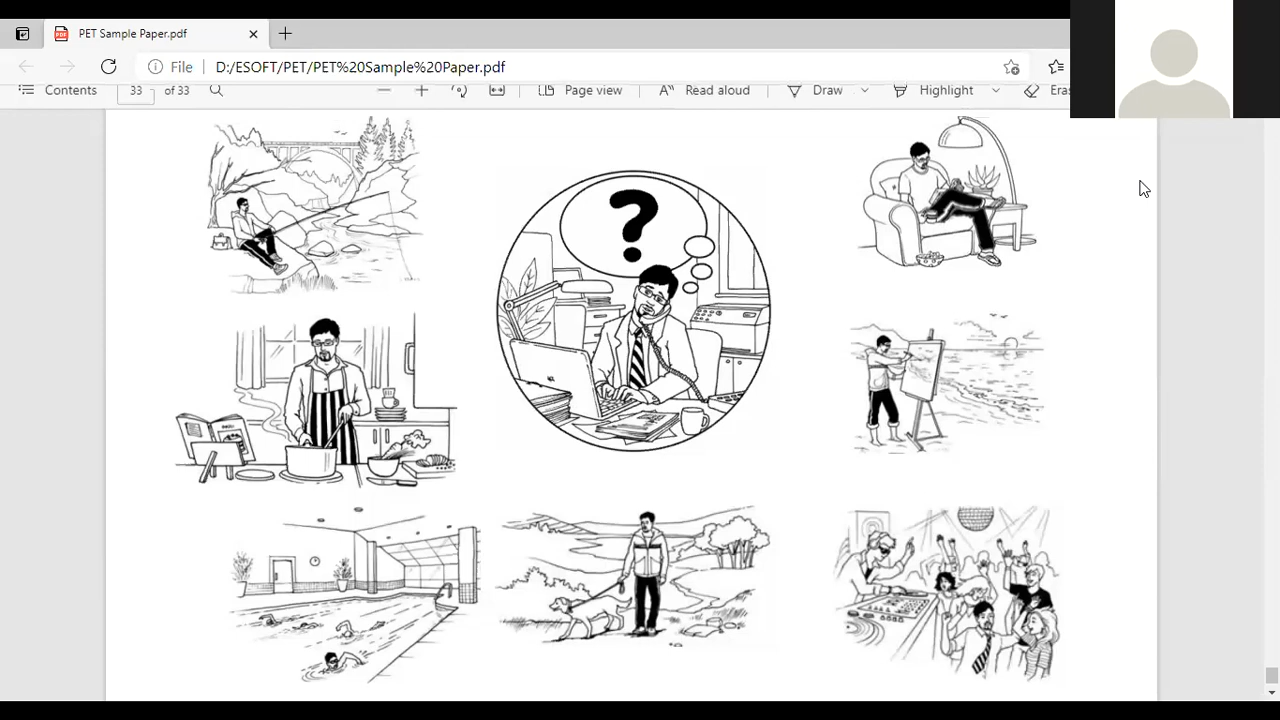 PET Sample Paper.pdf
File D:/ESOFT/PET/PET%20Sample%20Paper.pdf
Contents 33 of 33 Page view Read aloud Draw Highlight Eras
?